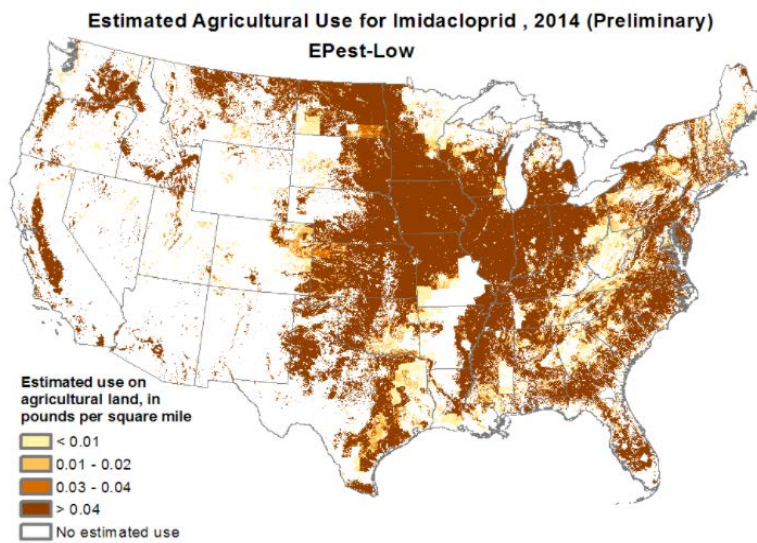 Estimated Agricultural Use for Imidacloprid , 2014 (Preliminary)
EPest-Low
Estimated use on
agricultural land, in
pounds per square mile
< 0.01
0.01 - 0.02
0.03 - 0.04
> 0.04
No estimated use